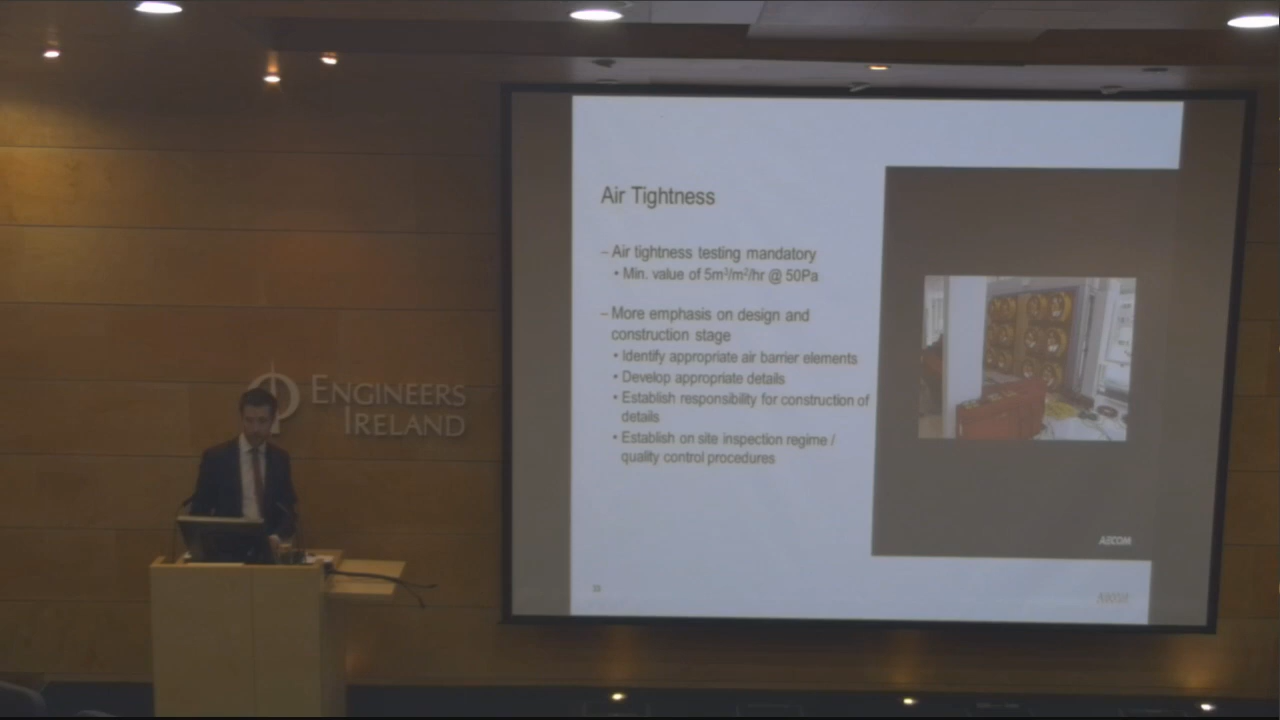 ENGINEERS
IRELAND
Air Tightness
– Air tightness testing mandatory
• Min. value of 5m³/m²/hr @ 50Pa
– More emphasis on design and
construction stage
• Identify appropriate air barrier elements
• Develop appropriate details
• Establish responsibility for construction of
details
• Establish on site inspection regime /
quality control procedures
AECOM